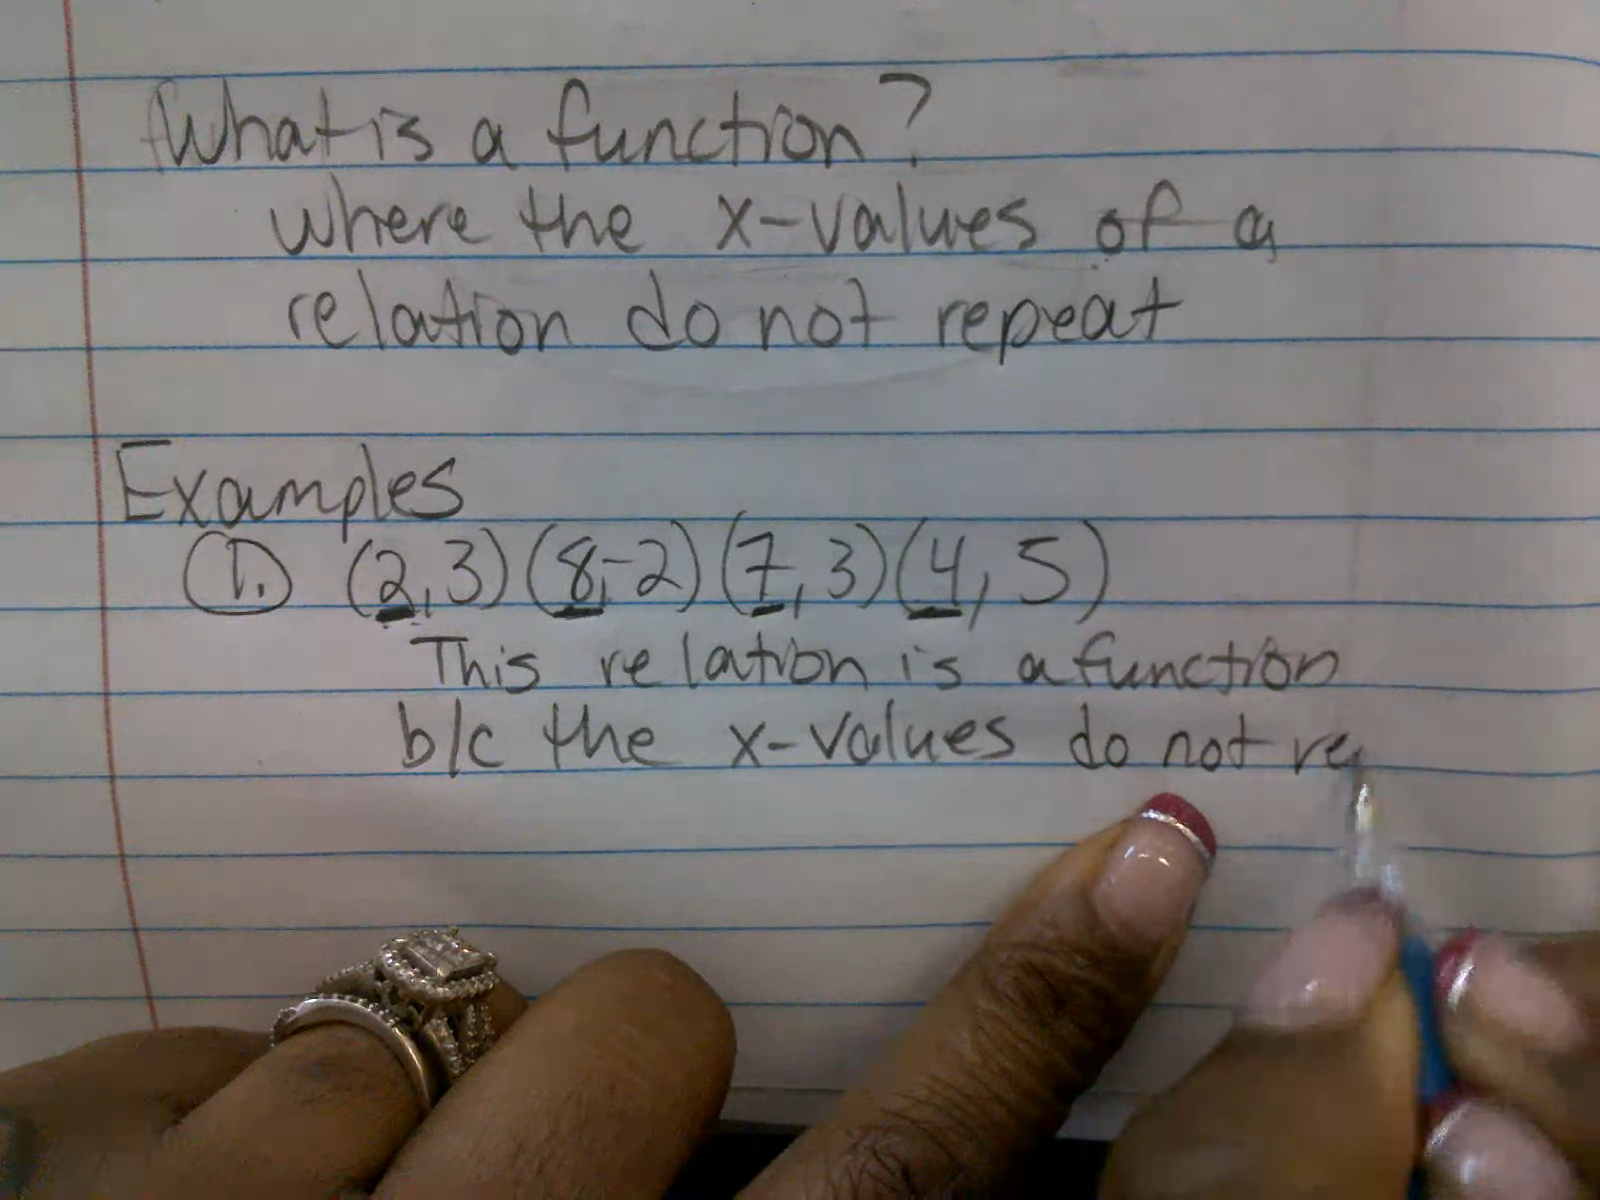 What is a function?
where the x-values of a
relation do not repeat
Examples
1. (2,3) (8,-2) (7,3) (4,5)
This relation is a function
b/c the x-values do not re